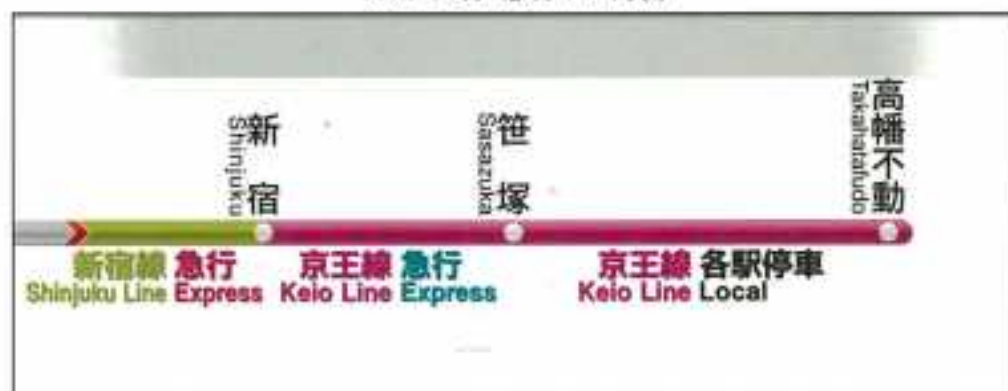 新宿
Shinjuku
笹塚
Sasazuka
高幡不動
Takahatafudo
新宿線 急行
Shinjuku Line Express
京王線 急行
Keio Line Express
京王線 各駅停車
Keio Line Local